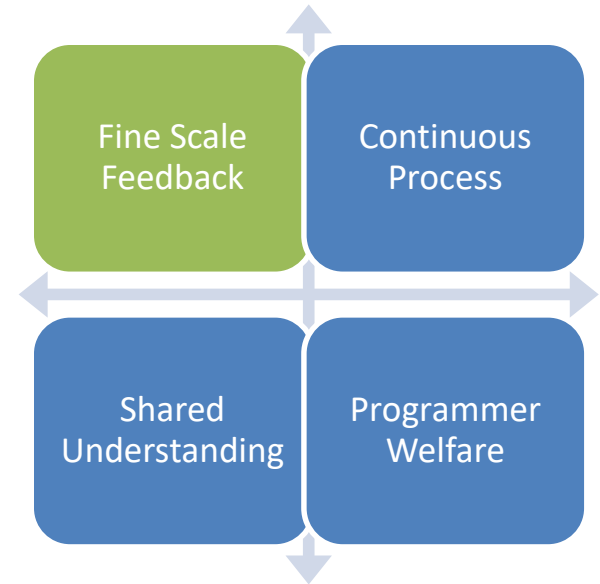 Fine Scale
Feedback
Continuous
Process
Shared
Understanding
Programmer
Welfare